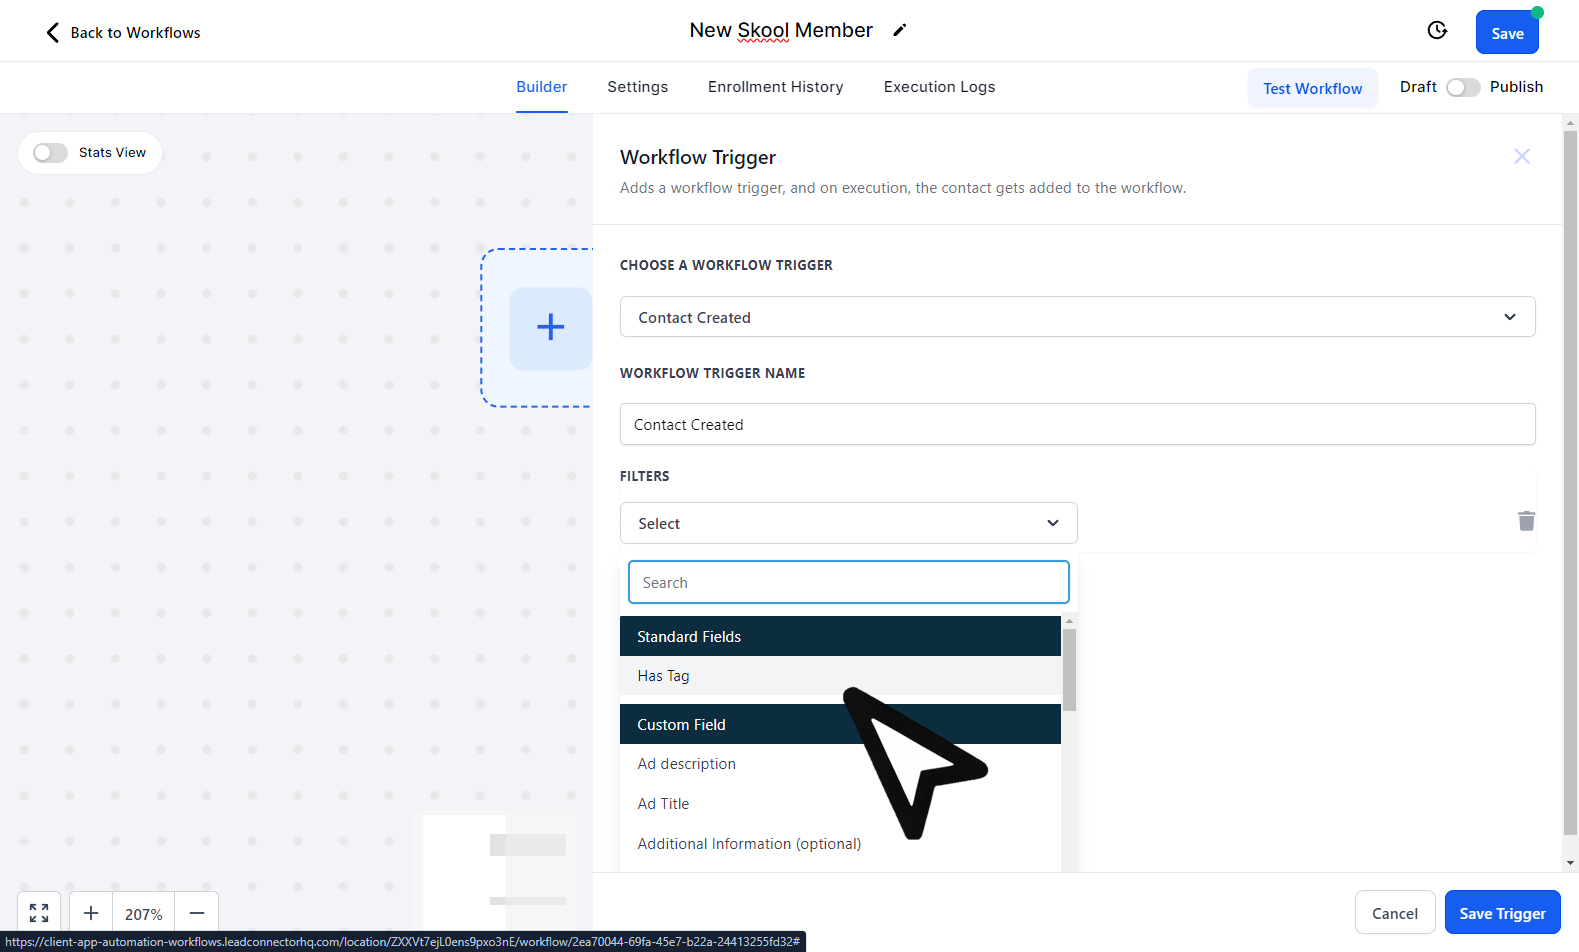 Back to Workflows
New Skool Member
Save
Builder
Settings
Enrollment History
Execution Logs
Test Workflow
Draft
Publish
Stats View
Workflow Trigger
Adds a workflow trigger, and on execution, the contact gets added to the workflow.
CHOOSE A WORKFLOW TRIGGER
Contact Created
WORKFLOW TRIGGER NAME
Contact Created
FILTERS
Select
Search
Standard Fields
Has Tag
Custom Field
Ad description
Ad Title
Additional Information (optional)
207%
Cancel
Save Trigger
https://client-app-automation-workflows.leadconnectorhq.com/location/ZXXVt7ejL0ens9pxo3nE/workflow/2ea70044-69fa-45e7-b22a-24413255fd32#